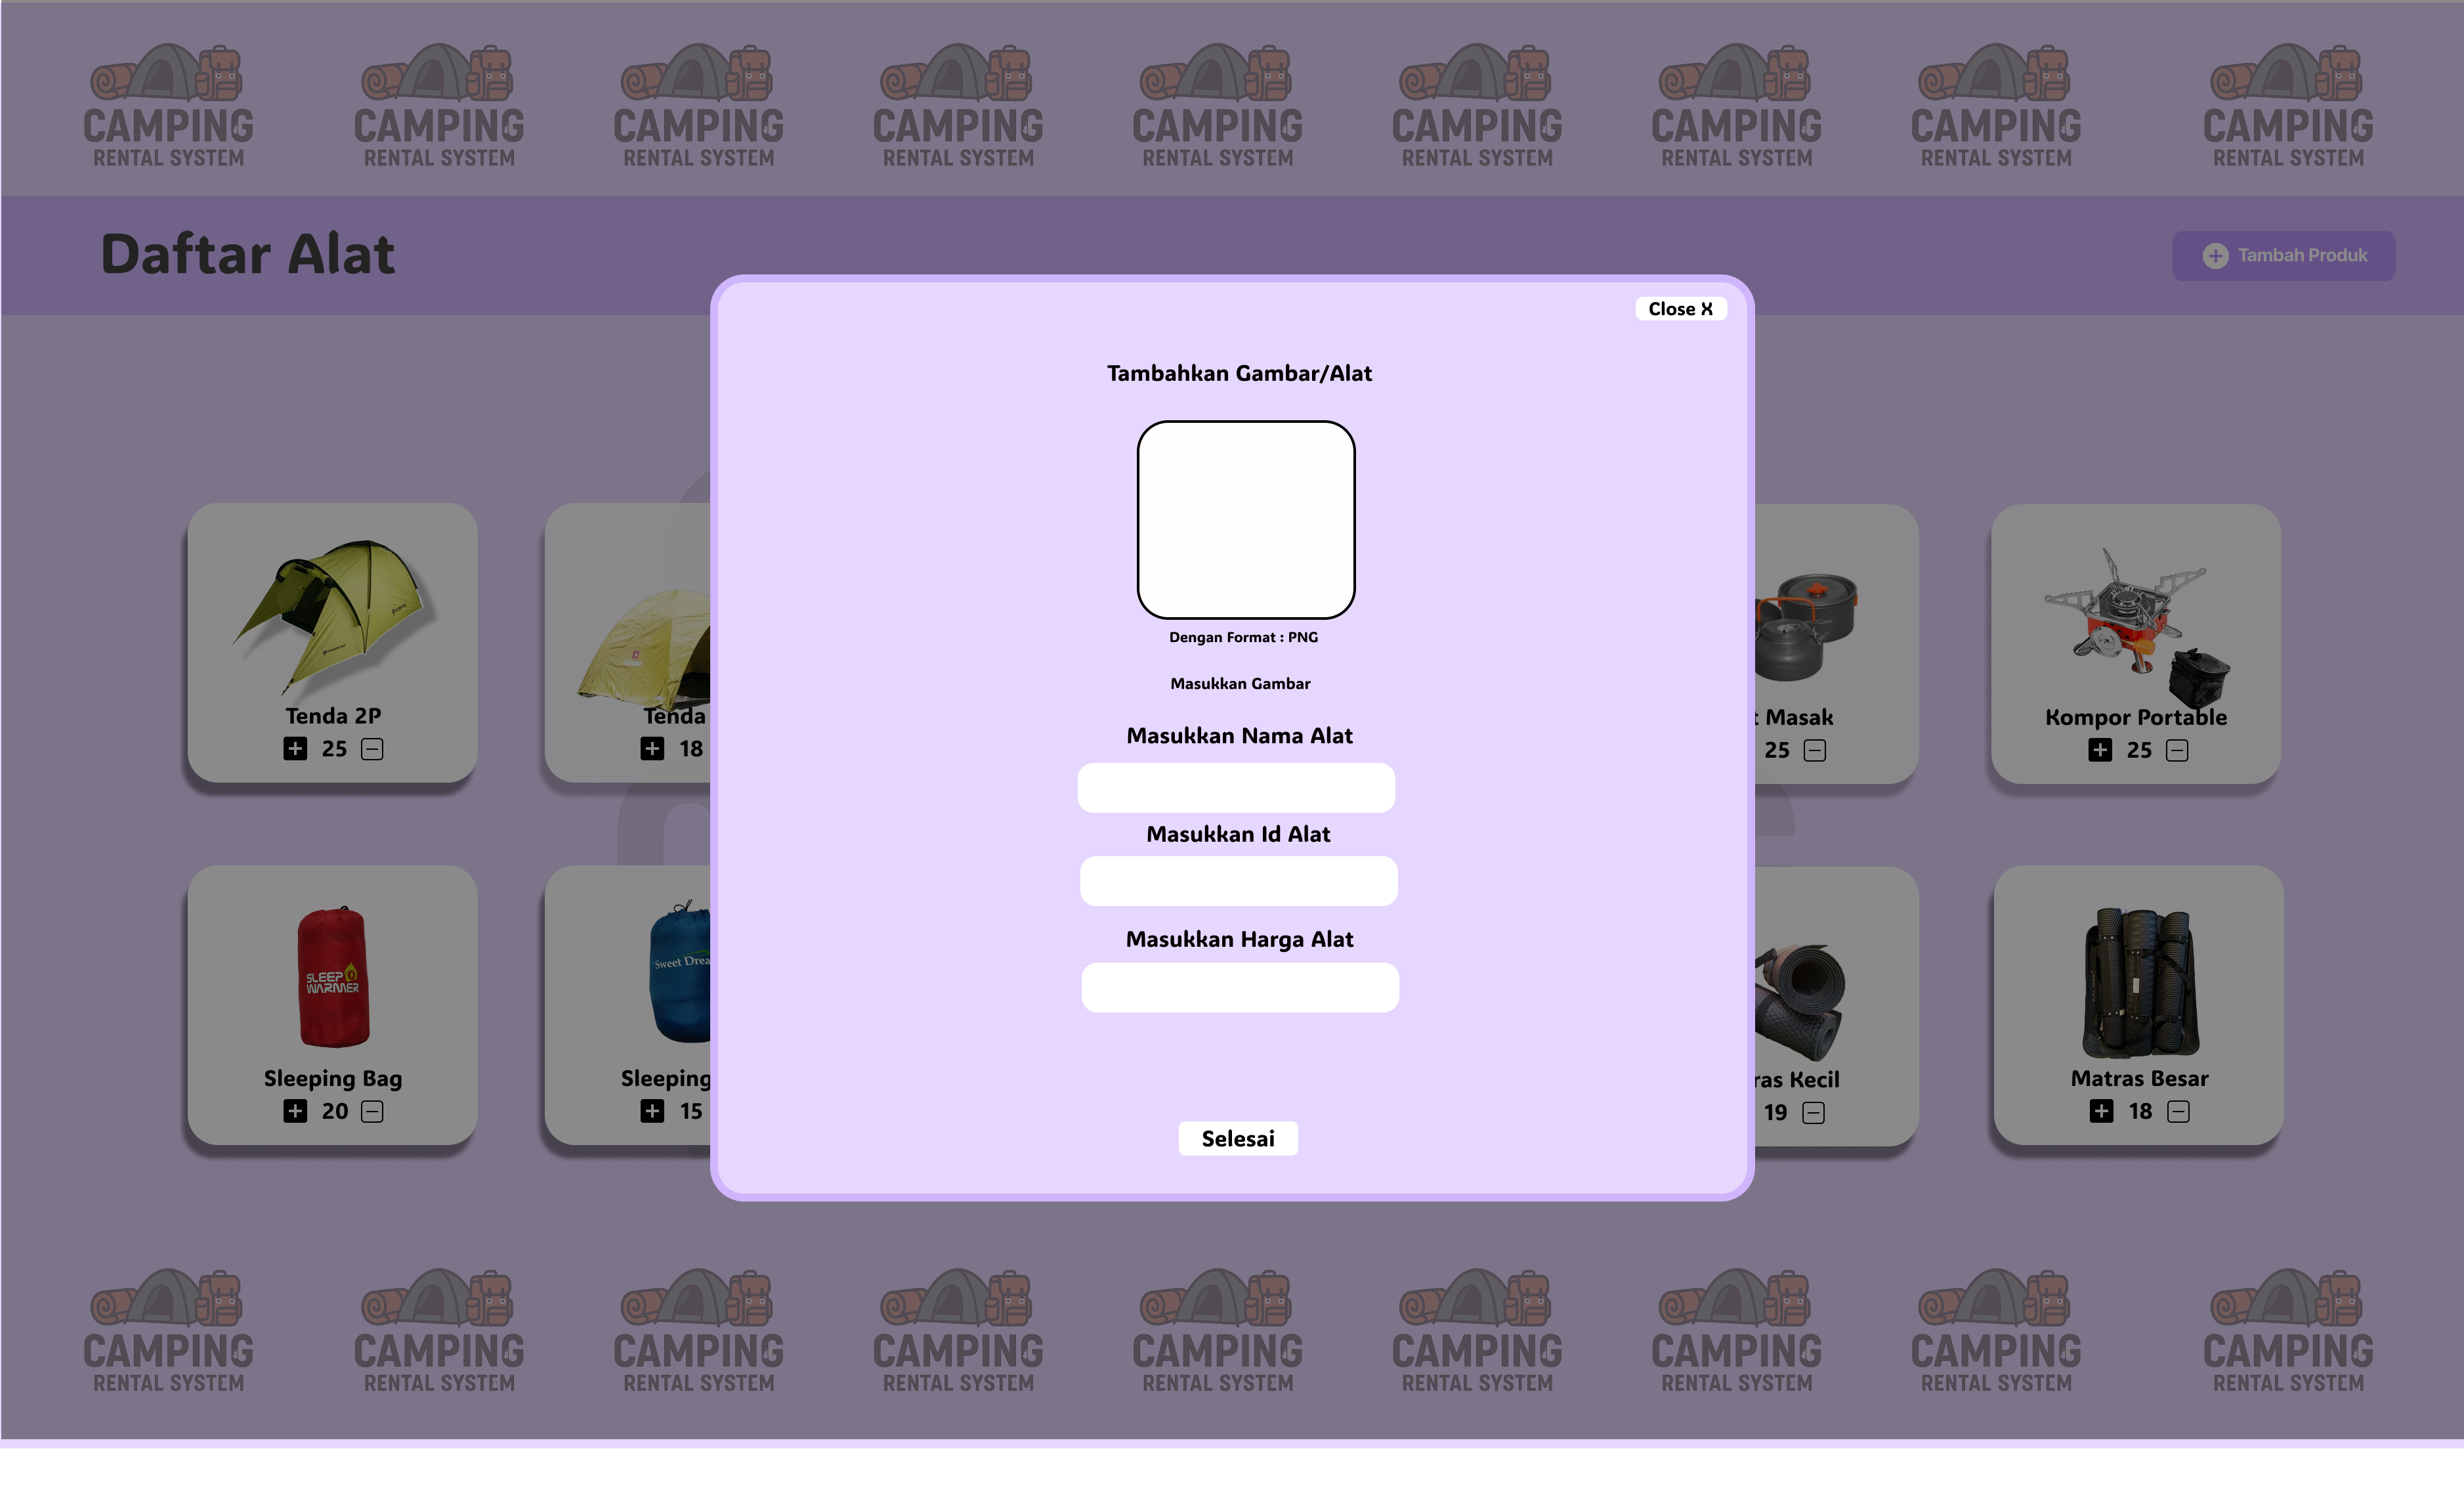 CAMPING CAMPING CAMPING CAMPING CAMPING CAMPING CAMPING CAMPING CAMPING
RENTAL SYSTEM RENTAL SYSTEM RENTAL SYSTEM RENTAL SYSTEM RENTAL SYSTEM RENTAL SYSTEM RENTAL SYSTEM RENTAL SYSTEM RENTAL SYSTEM
Daftar Alat
Tambah Produk
Close X
Tambahkan Gambar/Alat
Dengan Format : PNG
Masukkan Gambar
Masukkan Nama Alat
Masukkan Id Alat
Masukkan Harga Alat
Selesai
Tenda 2P
25
Tenda
18
t Masak
25
Kompor Portable
25
SLEEP
WARMER
Sleeping Bag
20
Sweet Drea
Sleeping
15
ras Kecil
19
Matras Besar
18
CAMPING CAMPING CAMPING CAMPING CAMPING CAMPING CAMPING CAMPING CAMPING
RENTAL SYSTEM RENTAL SYSTEM RENTAL SYSTEM RENTAL SYSTEM RENTAL SYSTEM RENTAL SYSTEM RENTAL SYSTEM RENTAL SYSTEM RENTAL SYSTEM